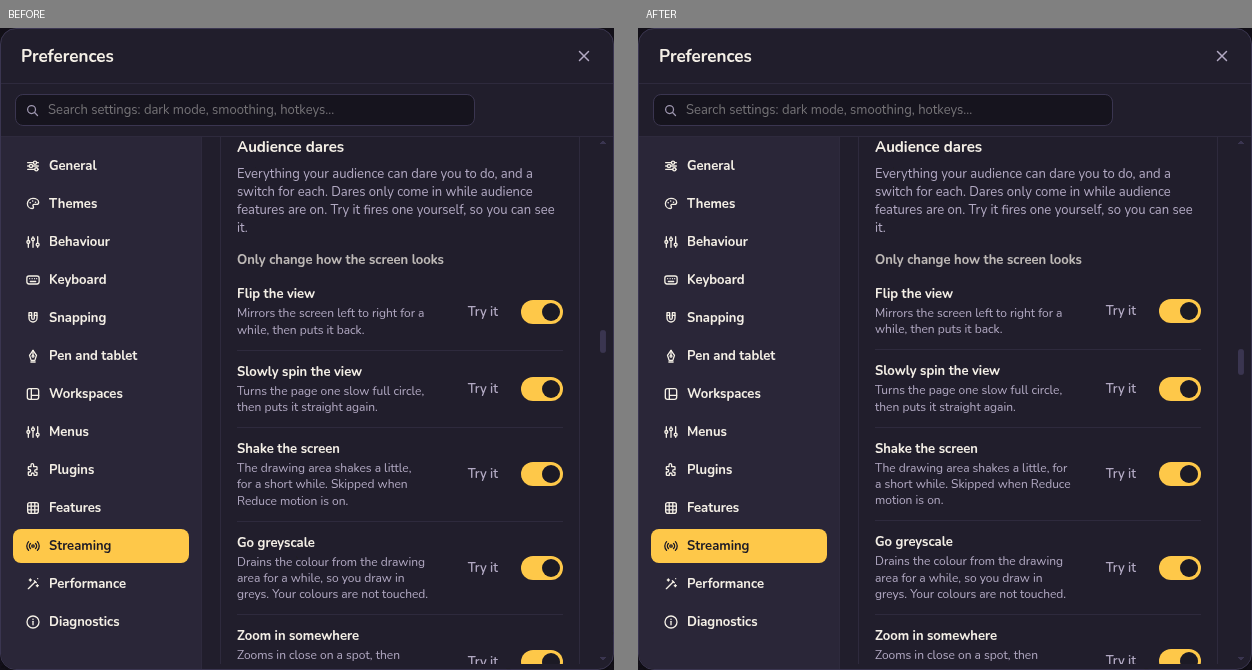 BEFORE
Preferences
Search settings: dark mode, smoothing, hotkeys...
General
Themes
Behaviour
Keyboard
Snapping
Pen and tablet
Workspaces
Menus
Plugins
Features
Streaming
Performance
Diagnostics
Audience dares
Everything your audience can dare you to do, and a
switch for each. Dares only come in while audience
features are on. Try it fires one yourself, so you can see
it.
Only change how the screen looks
Flip the view
Mirrors the screen left to right for a
while, then puts it back.
Try it
Slowly spin the view
Turns the page one slow full circle,
then puts it straight again.
Try it
Shake the screen
The drawing area shakes a little,
for a short while. Skipped when
Reduce motion is on.
Try it
Go greyscale
Drains the colour from the drawing
area for a while, so you draw in
greys. Your colours are not touched.
Try it
Zoom in somewhere
Zooms in close on a spot, then
Try it
AFTER
Preferences
Search settings: dark mode, smoothing, hotkeys...
General
Themes
Behaviour
Keyboard
Snapping
Pen and tablet
Workspaces
Menus
Plugins
Features
Streaming
Performance
Diagnostics
Audience dares
Everything your audience can dare you to do, and a
switch for each. Dares only come in while audience
features are on. Try it fires one yourself, so you can see
it.
Only change how the screen looks
Flip the view
Mirrors the screen left to right for a
while, then puts it back.
Try it
Slowly spin the view
Turns the page one slow full circle,
then puts it straight again.
Try it
Shake the screen
The drawing area shakes a little, for
a short while. Skipped when Reduce
motion is on.
Try it
Go greyscale
Drains the colour from the drawing
area for a while, so you draw in
greys. Your colours are not touched.
Try it
Zoom in somewhere
Zooms in close on a spot, then
Try it